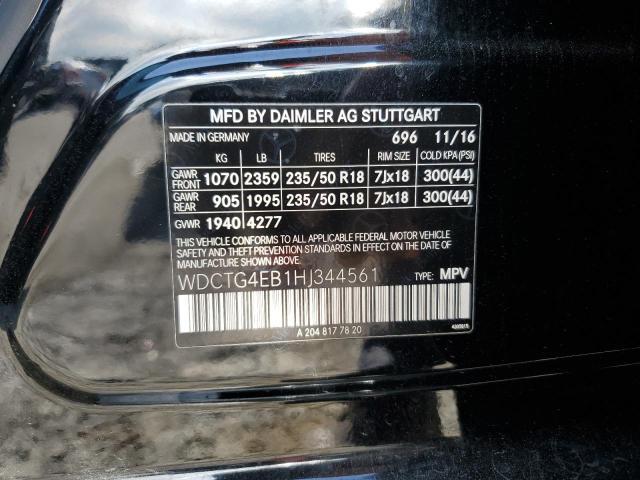 MFD BY DAIMLER AG STUTTGART
MADE IN GERMANY 696 11/16
KG LB TIRES RIM SIZE COLD KPA (PSI)
GAWR FRONT 1070 2359 235/50 R18 7Jx18 300(44)
GAWR REAR 905 1995 235/50 R18 7Jx18 300(44)
GVWR 1940 4277
THIS VEHICLE CONFORMS TO ALL APPLICABLE FEDERAL MOTOR VEHICLE
SAFETY AND THEFT PREVENTION STANDARDS IN EFFECT ON THE DATE
OF MANUFACTURE SHOWN ABOVE.
WDCTG4EB1HJ344561 TYPE: MPV
A 204 817 78 20